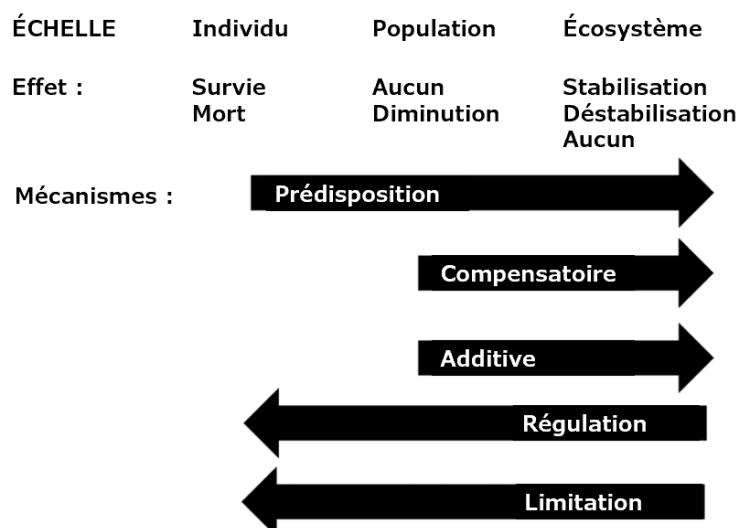 ÉCHELLE Individu Population Écosystème
Effet : Survie Aucun Stabilisation
Mort Diminution Déstabilisation
Aucun
Mécanismes : Prédisposition
Compensatoire
Additive
Régulation
Limitation